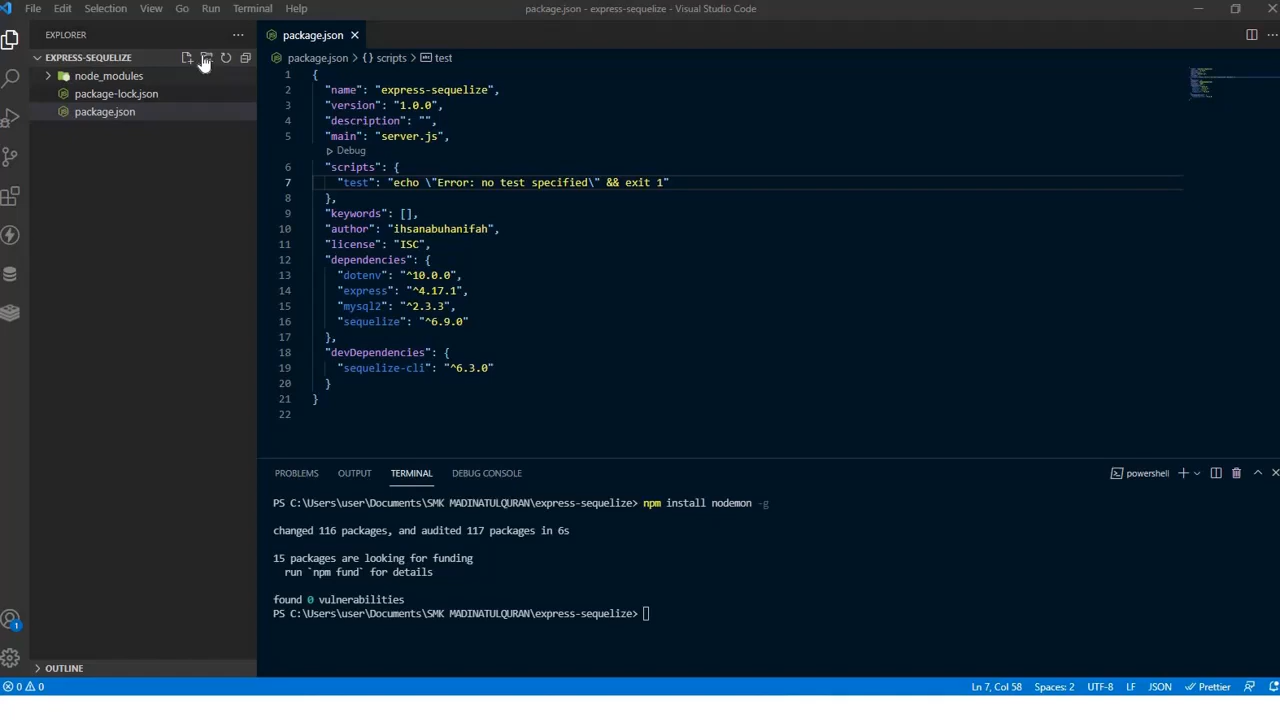 File Edit Selection View Go Run Terminal Help
package.json - express-sequelize - Visual Studio Code
EXPLORER
EXPRESS-SEQUELIZE
node_modules
package-lock.json
package.json
OUTLINE
package.json
package.json {} scripts test
1 {
2 "name": "express-sequelize",
3 "version": "1.0.0",
4 "description": "",
5 "main": "server.js",
Debug
6 "scripts": {
7 "test": "echo \"Error: no test specified\" && exit 1"
8 },
9 "keywords": [],
10 "author": "ihsanabuhanifah",
11 "license": "ISC",
12 "dependencies": {
13 "dotenv": "^10.0.0",
14 "express": "^4.17.1",
15 "mysql2": "^2.3.3",
16 "sequelize": "^6.9.0"
17 },
18 "devDependencies": {
19 "sequelize-cli": "^6.3.0"
20 }
21 }
22
PROBLEMS OUTPUT TERMINAL DEBUG CONSOLE
powershell
PS C:\Users\user\Documents\SMK MADINATULQURAN\express-sequelize> npm install nodemon -g
changed 116 packages, and audited 117 packages in 6s
15 packages are looking for funding
run `npm fund` for details
found 0 vulnerabilities
PS C:\Users\user\Documents\SMK MADINATULQURAN\express-sequelize>
1
0 0
Ln 7, Col 58 Spaces: 2 UTF-8 LF JSON Prettier